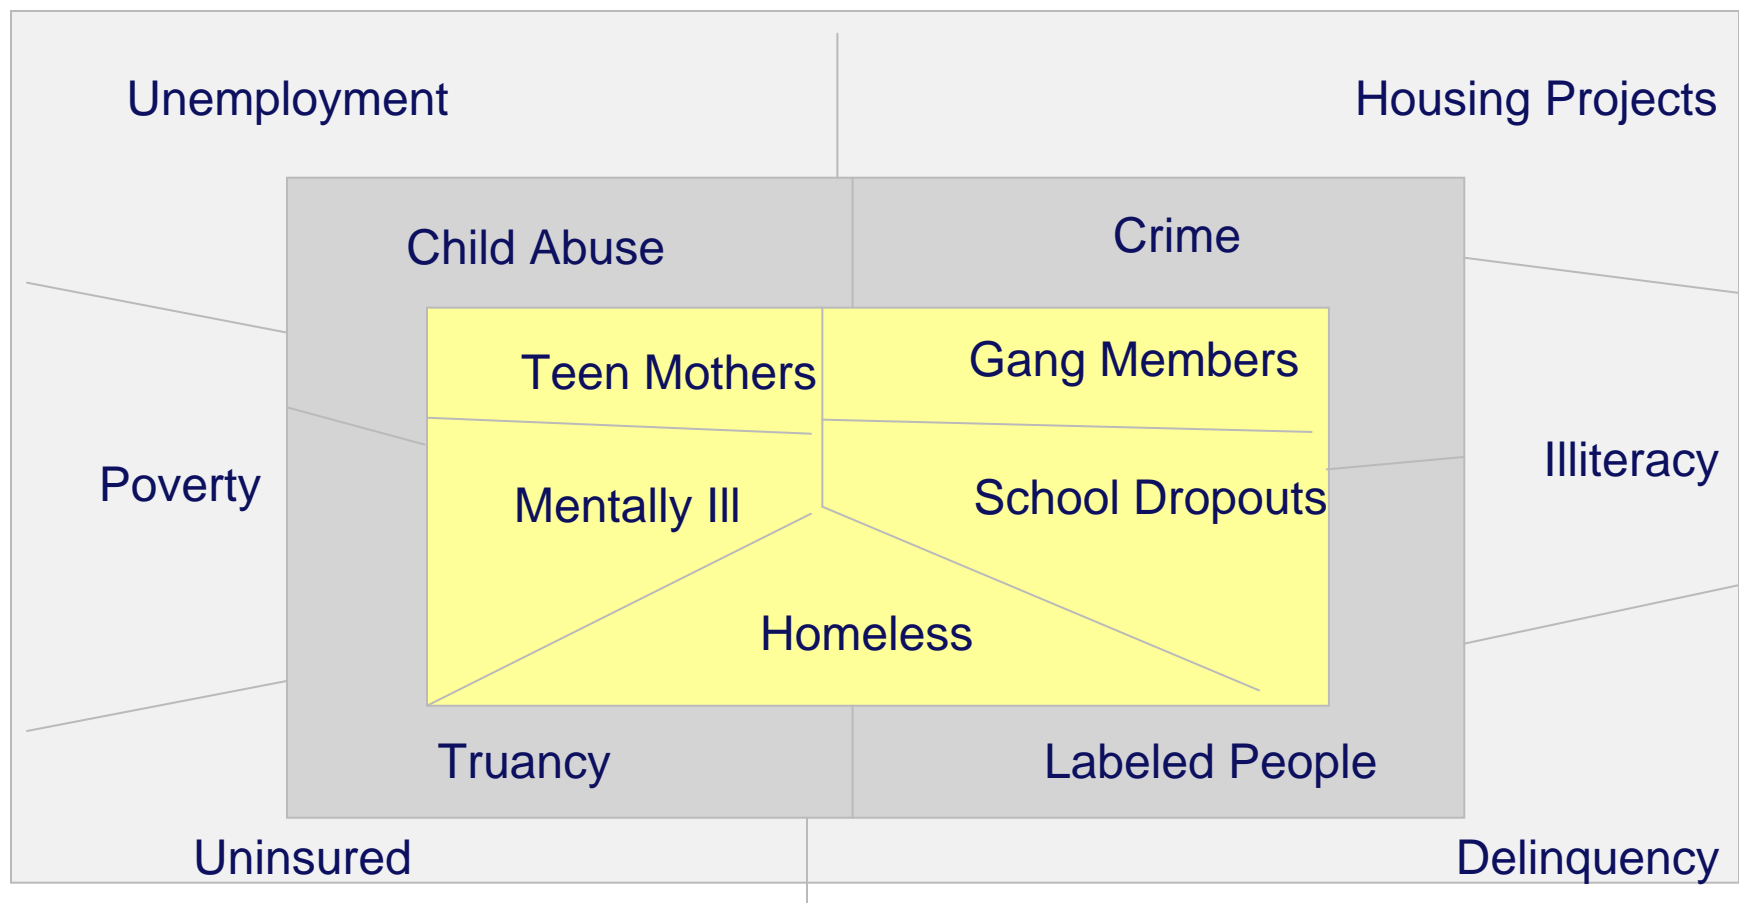 Unemployment
Housing Projects
Child Abuse
Crime
Teen Mothers
Gang Members
Poverty
Mentally Ill
School Dropouts
Illiteracy
Homeless
Truancy
Labeled People
Uninsured
Delinquency